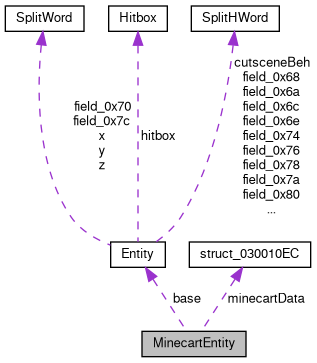 SplitWord
Hitbox
SplitHWord
field_0x70
field_0x7c
x
y
z
hitbox
cutsceneBeh
field_0x68
field_0x6a
field_0x6c
field_0x6e
field_0x74
field_0x76
field_0x78
field_0x7a
field_0x80
...
Entity
struct_030010EC
base
minecartData
MinecartEntity